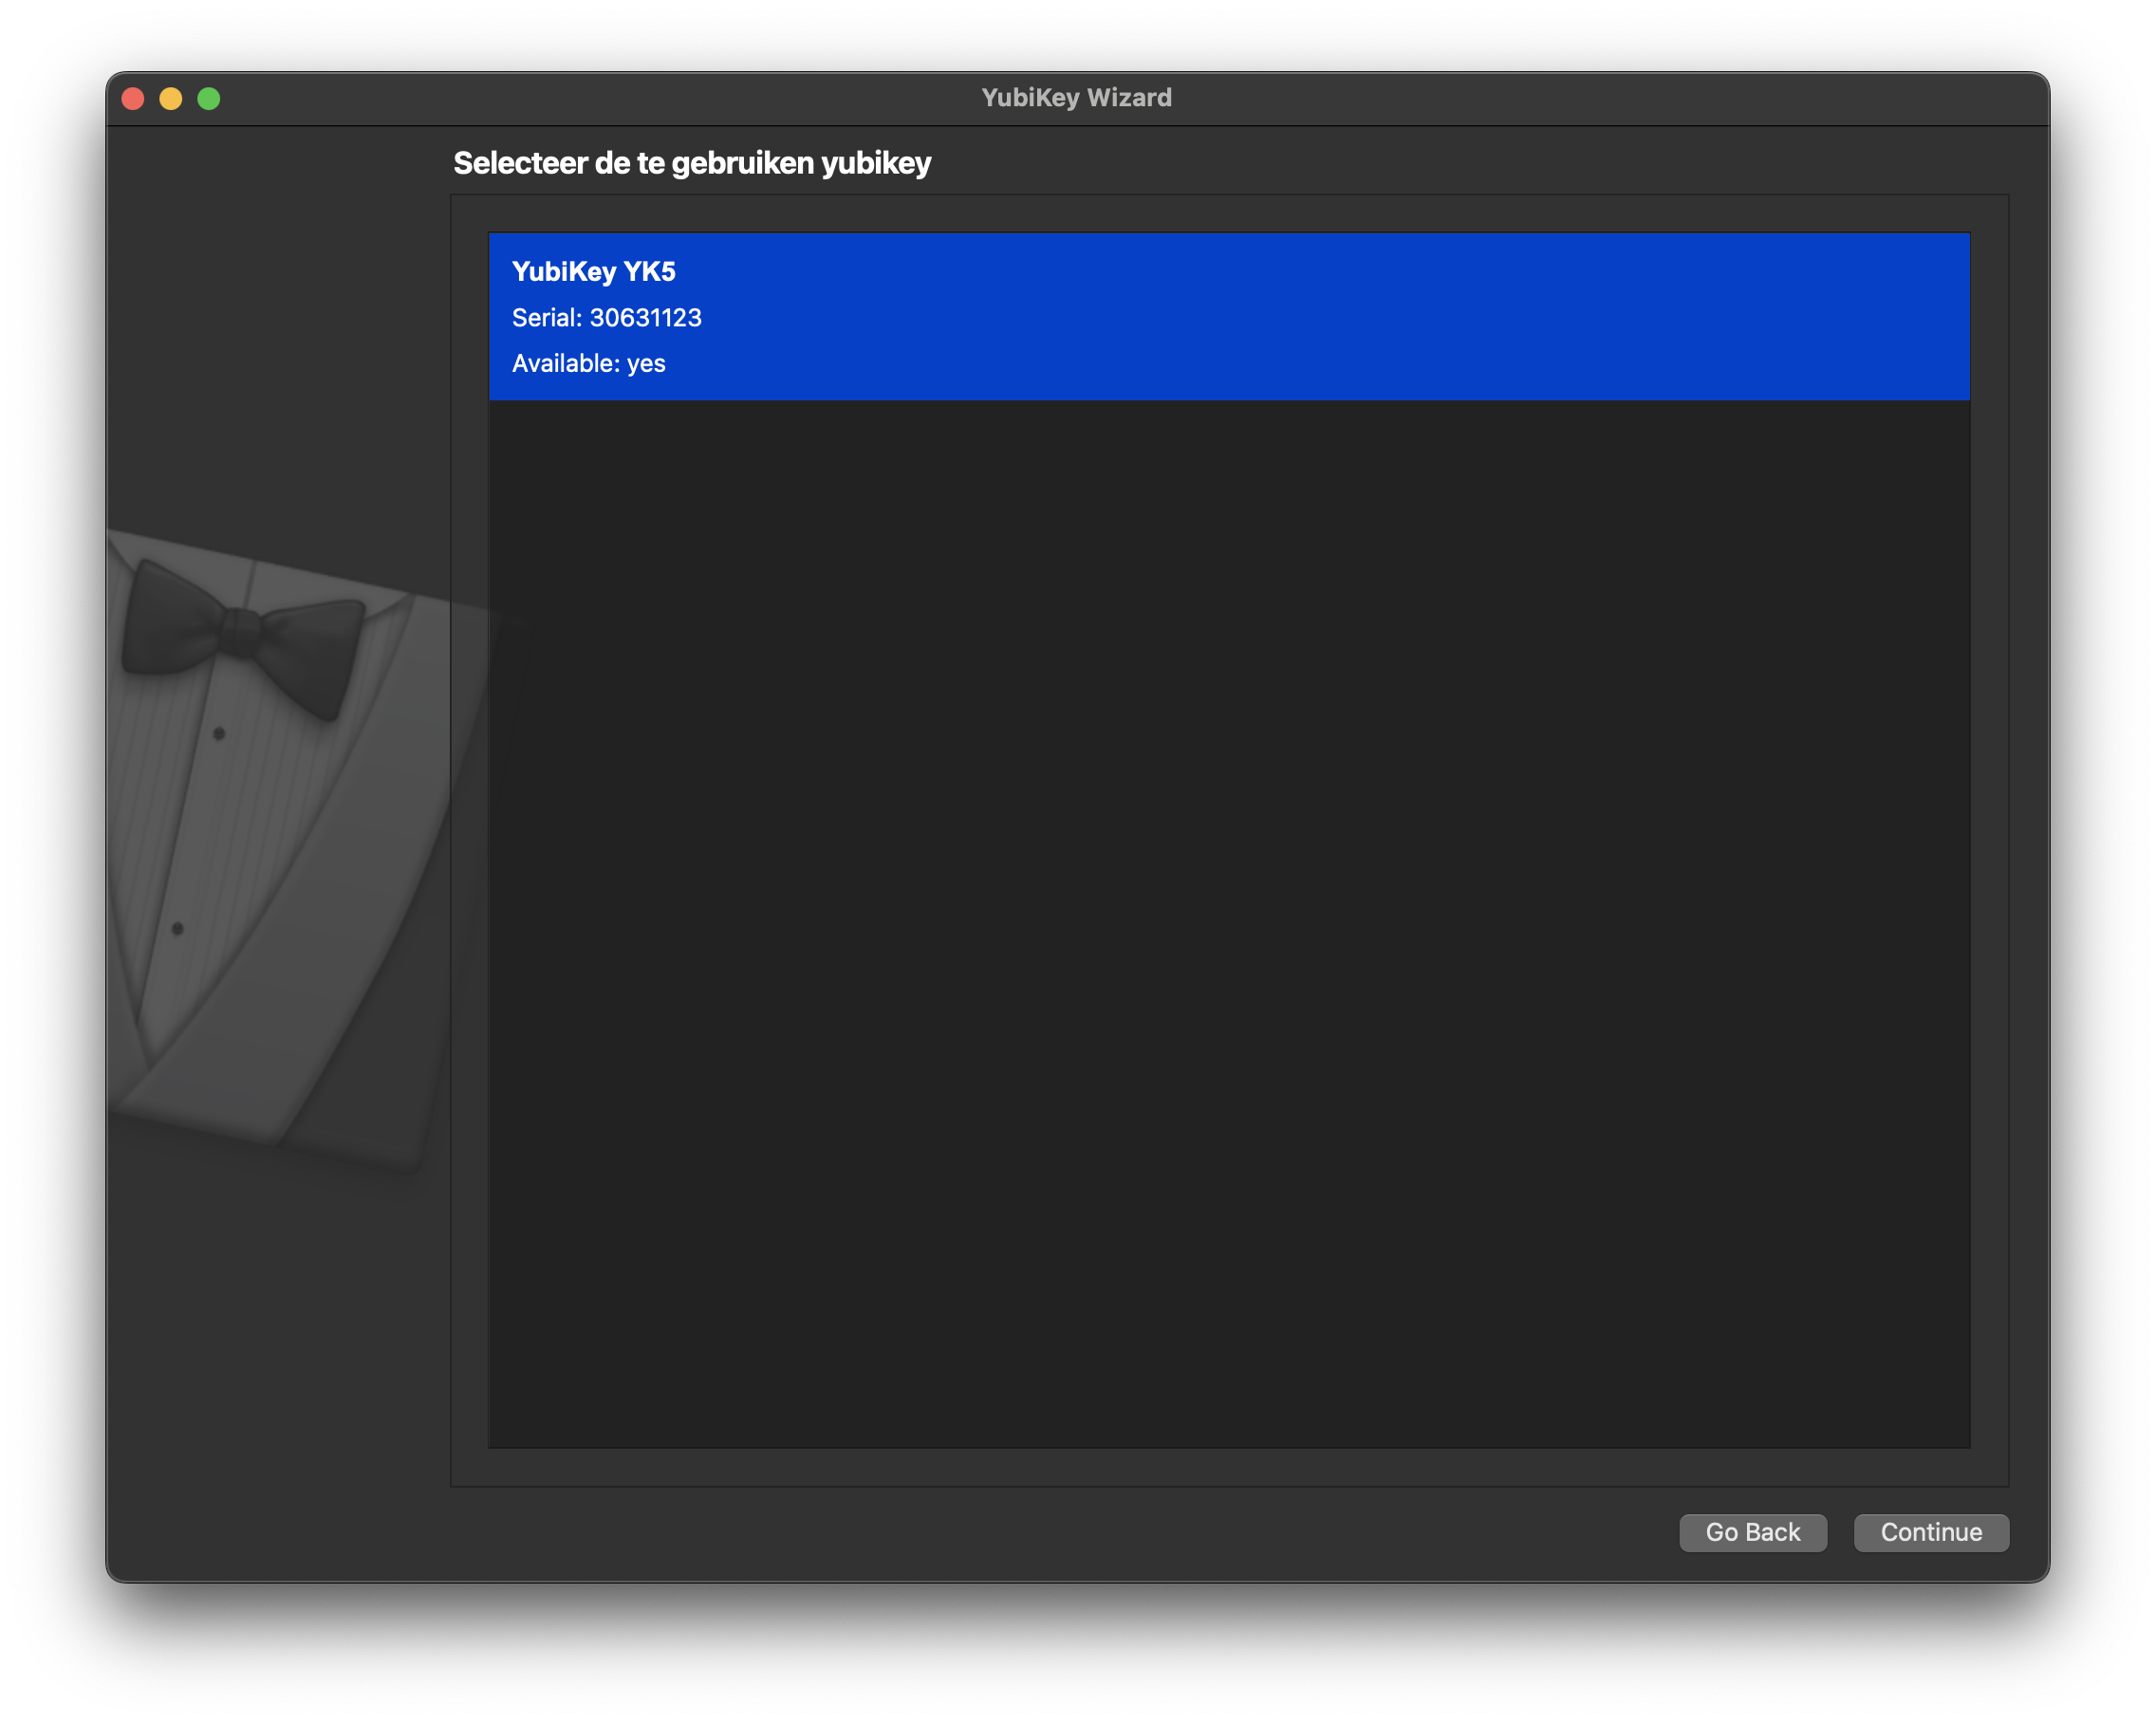 YubiKey Wizard
Selecteer de te gebruiken yubikey
YubiKey YK5
Serial: 30631123
Available: yes
Go Back
Continue